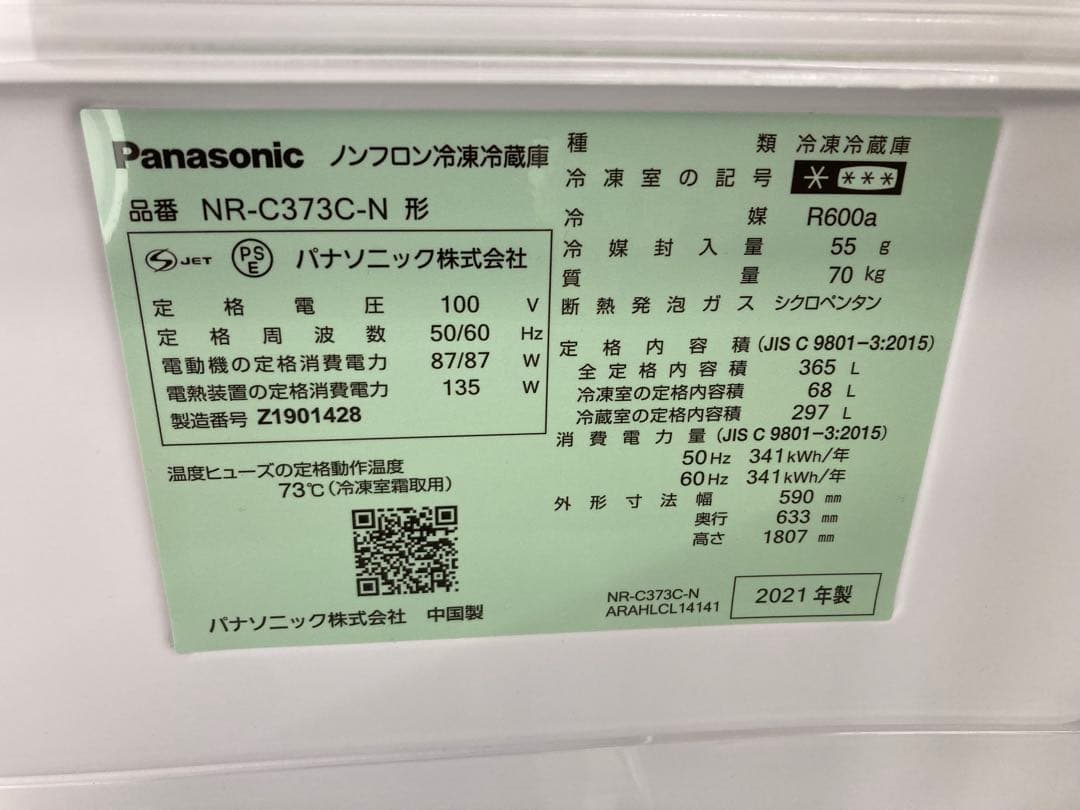 Panasonic ノンフロン冷凍冷蔵庫
品番 NR-C373C-N 形
S JET PSE パナソニック株式会社
定格電圧 100 V
定格周波数 50/60 Hz
電動機の定格消費電力 87/87 W
電熱装置の定格消費電力 135 W
製造番号 Z1901428
温度ヒューズの定格動作温度
73℃(冷凍室霜取用)
パナソニック株式会社 中国製
種類 冷凍冷蔵庫
冷凍室の記号 * ***
冷媒 R600a
冷媒封入量 55 g
質量 70 kg
断熱発泡ガス シクロペンタン
定格内容積 (JIS C 9801-3:2015)
全定格内容積 365 L
冷凍室の定格内容積 68 L
冷蔵室の定格内容積 297 L
消費電力量 (JIS C 9801-3:2015)
50 Hz 341 kWh/年
60 Hz 341 kWh/年
外形寸法 幅 590 mm
奥行 633 mm
高さ 1807 mm
NR-C373C-N
ARAHLCL14141
2021 年製